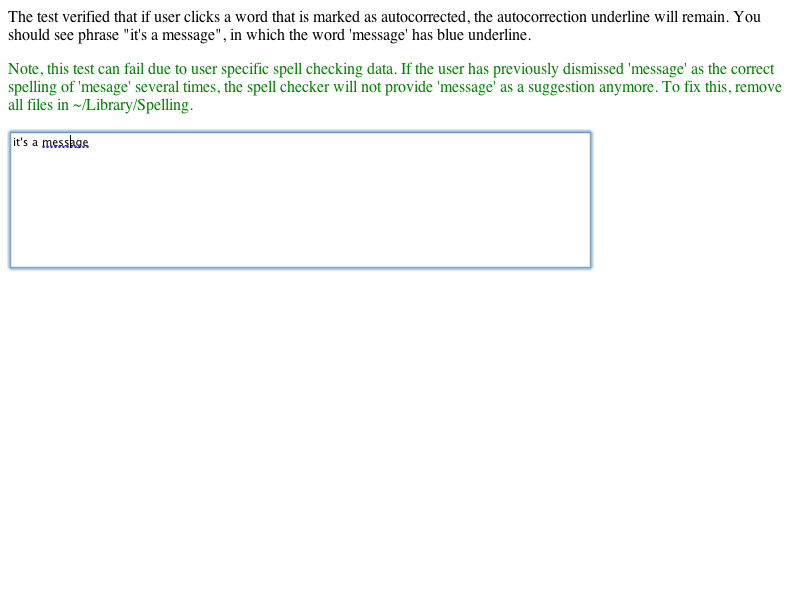 The test verified that if user clicks a word that is marked as autocorrected, the autocorrection underline will remain. You
should see phrase "it's a message", in which the word 'message' has blue underline.
Note, this test can fail due to user specific spell checking data. If the user has previously dismissed 'message' as the correct
spelling of 'mesage' several times, the spell checker will not provide 'message' as a suggestion anymore. To fix this, remove
all files in ~/Library/Spelling.
it's a message